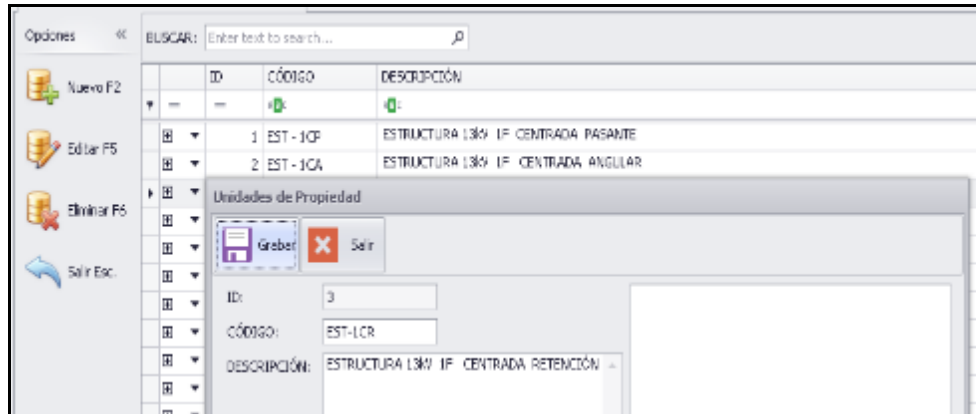 Opciones «
BUSCAR: Enter text to search...
Nuevo F2
Editar F5
Eliminar F6
Salir Esc.
ID CÓDIGO DESCRIPCIÓN
1 EST - 1CP ESTRUCTURA 13kV 1F CENTRADA PASANTE
2 EST - 1CA ESTRUCTURA 13kV 1F CENTRADA ANGULAR
Unidades de Propiedad
Grabar Salir
ID: 3
CÓDIGO: EST-1CR
DESCRIPCIÓN: ESTRUCTURA 13kV 1F CENTRADA RETENCIÓN